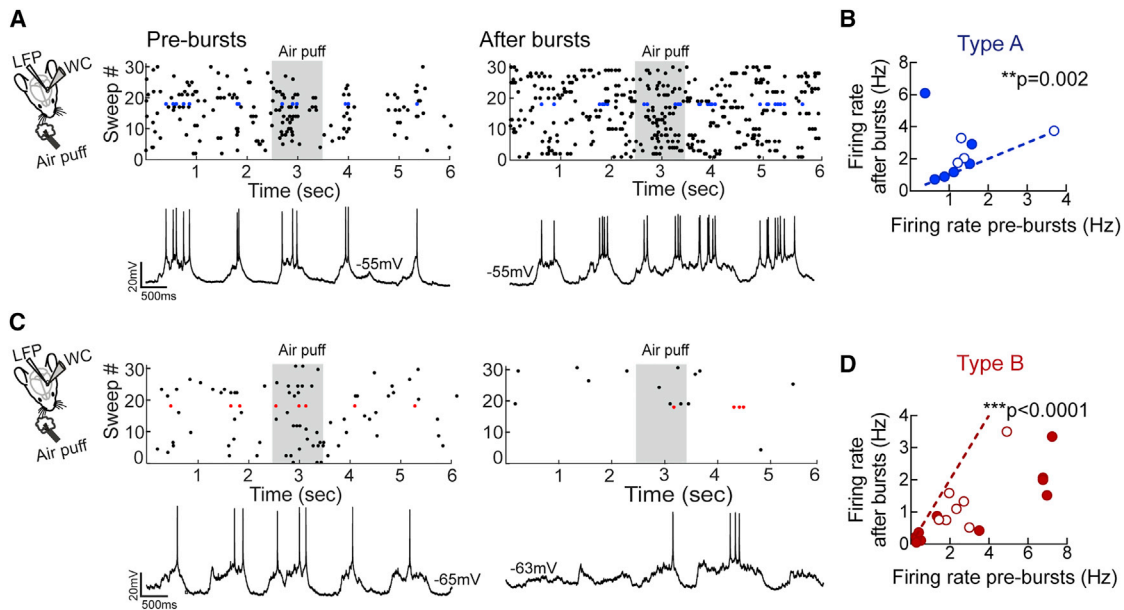 A
LFP
WC
Air puff
Pre-bursts
Air puff
Sweep #
30
20
10
0
1 2 3 4 5 6
Time (sec)
-55mV
20mV
500ms
After bursts
Air puff
30
20
10
0
1 2 3 4 5 6
Time (sec)
-55mV
B
Type A
**p=0.002
Firing rate
after bursts (Hz)
8
6
4
2
0
0 1 2 3 4
Firing rate pre-bursts (Hz)
C
LFP
WC
Air puff
Air puff
Sweep #
30
20
10
0
1 2 3 4 5 6
Time (sec)
-65mV
20mV
500ms
Air puff
30
20
10
0
1 2 3 4 5 6
Time (sec)
-63mV
D
Type B
***p<0.0001
Firing rate
after bursts (Hz)
4
3
2
1
0
0 2 4 6 8
Firing rate pre-bursts (Hz)